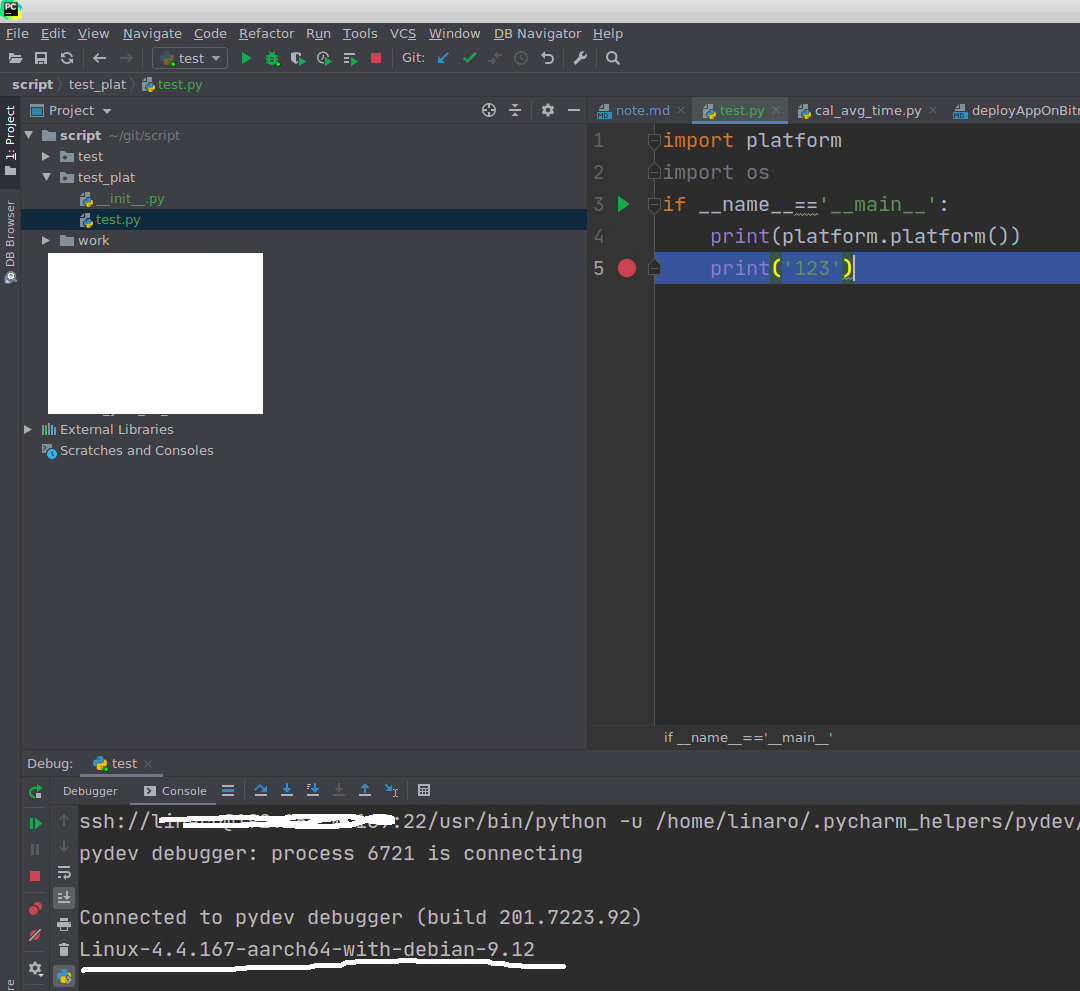 PC
File Edit View Navigate Code Refactor Run Tools VCS Window DB Navigator Help
test Git:
script test_plat test.py
1: Project
DB Browser
Project
script ~/git/script
test
test_plat
__init__.py
test.py
work
External Libraries
Scratches and Consoles
note.md test.py cal_avg_time.py deployAppOnBit
1 import platform
2 import os
3 if __name__=='__main__':
4 print(platform.platform())
5 print('123')
if __name__=='__main__'
Debug: test
Debugger Console
ssh:// :22/usr/bin/python -u /home/linaro/.pycharm_helpers/pydev/
pydev debugger: process 6721 is connecting
Connected to pydev debugger (build 201.7223.92)
Linux-4.4.167-aarch64-with-debian-9.12